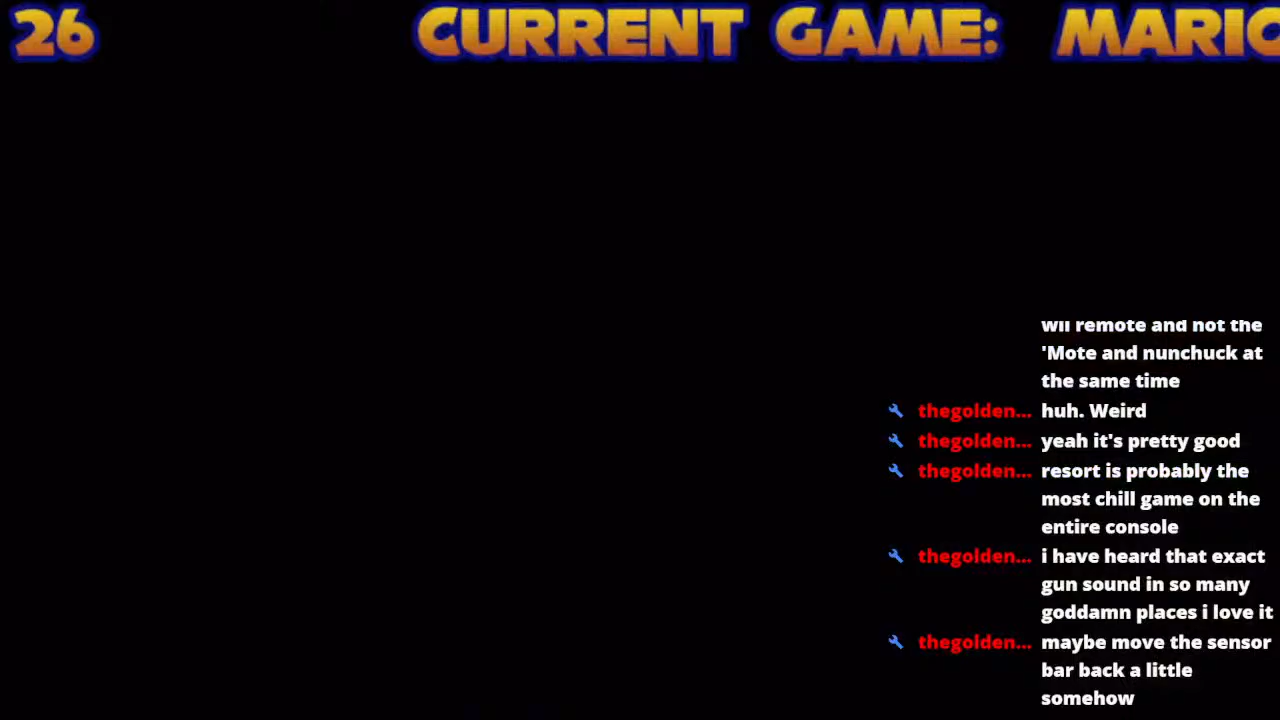 26 CURRENT GAME: MARIO
wii remote and not the
'Mote and nunchuck at
the same time
thegolden... huh. Weird
thegolden... yeah it's pretty good
thegolden... resort is probably the
most chill game on the
entire console
thegolden... i have heard that exact
gun sound in so many
goddamn places i love it
thegolden... maybe move the sensor
bar back a little
somehow